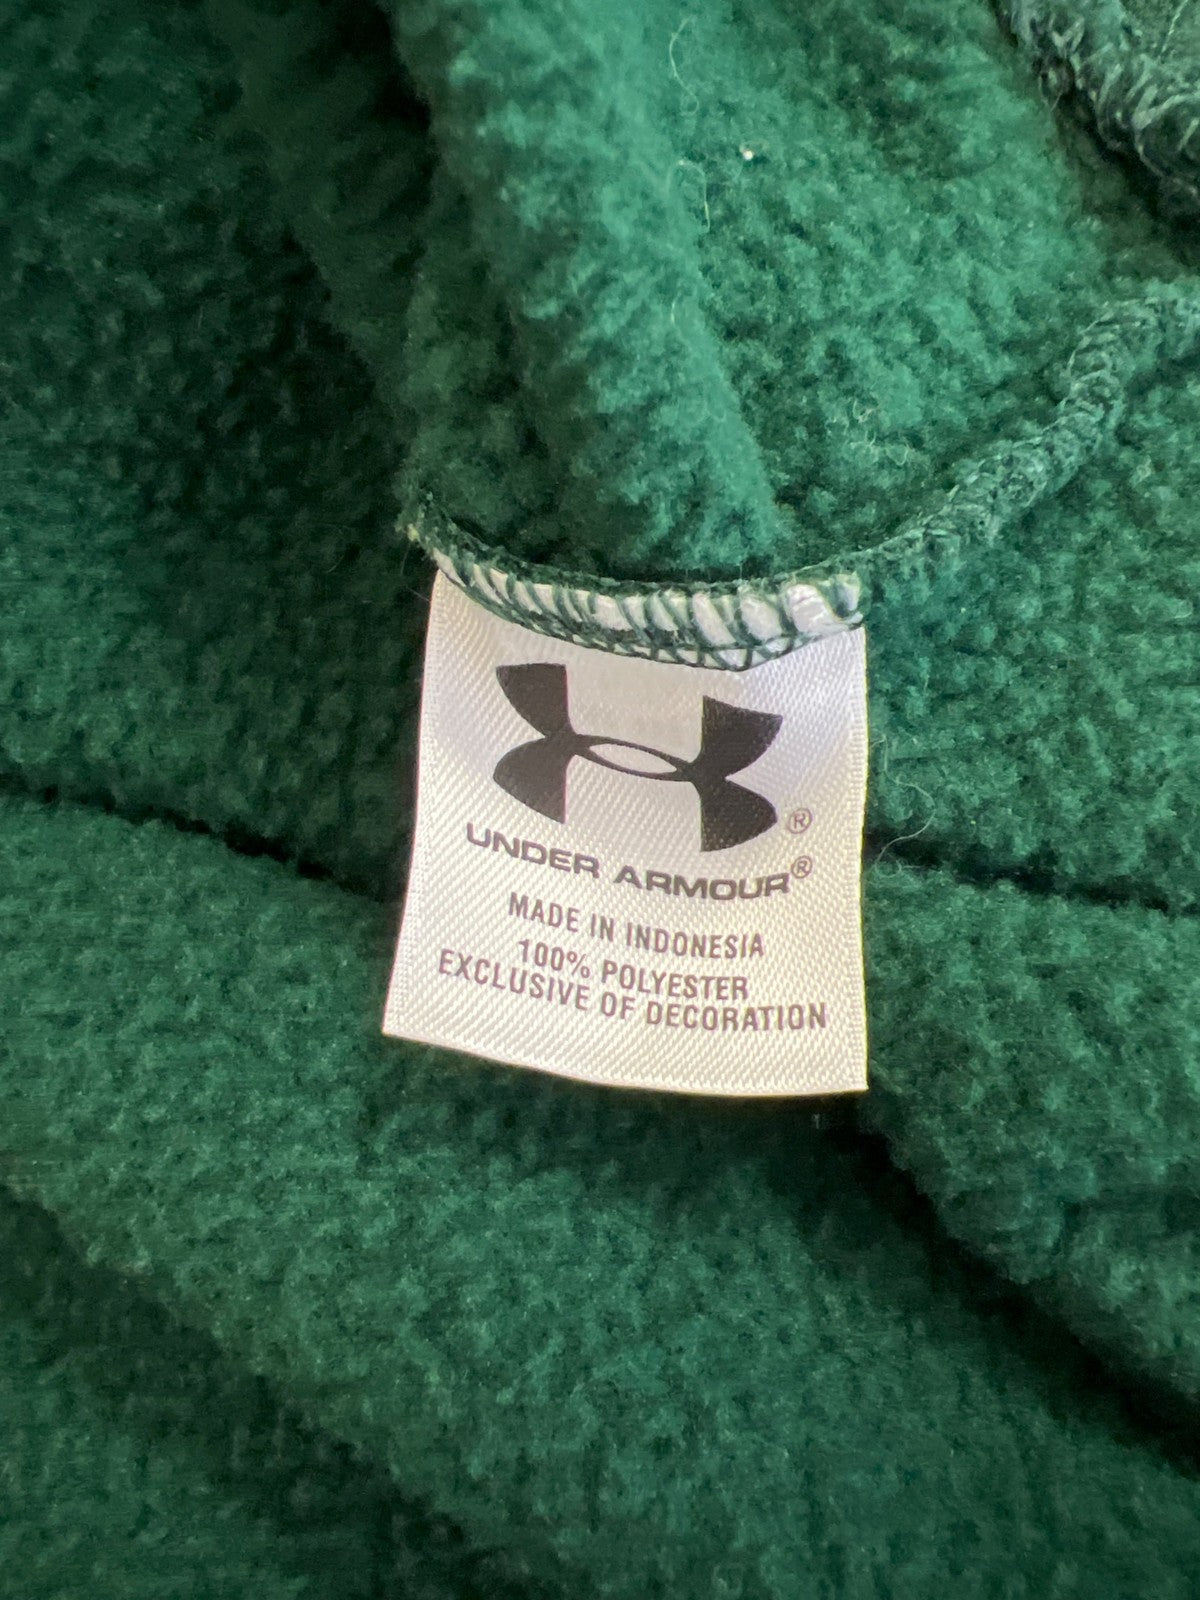 ®
UNDER ARMOUR®
MADE IN INDONESIA
100% POLYESTER
EXCLUSIVE OF DECORATION